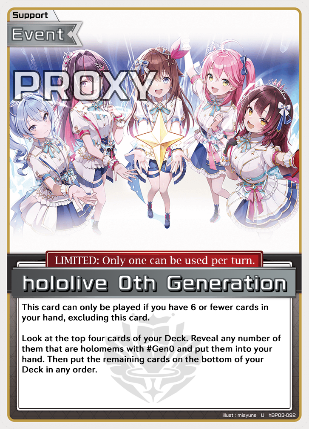 Support
Event
PROXY
LIMITED: Only one can be used per turn.
hololive 0th Generation
This card can only be played if you have 6 or fewer cards in
your hand, excluding this card.
Look at the top four cards of your Deck. Reveal any number of
them that are holomems with #Gen0 and put them into your
hand. Then put the remaining cards on the bottom of your
Deck in any order.
Illust : misyune U hBP03-092